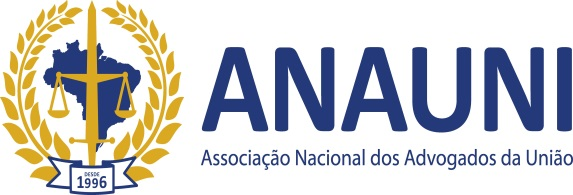 ANAUNI
Associação Nacional dos Advogados da União
DESDE
1996